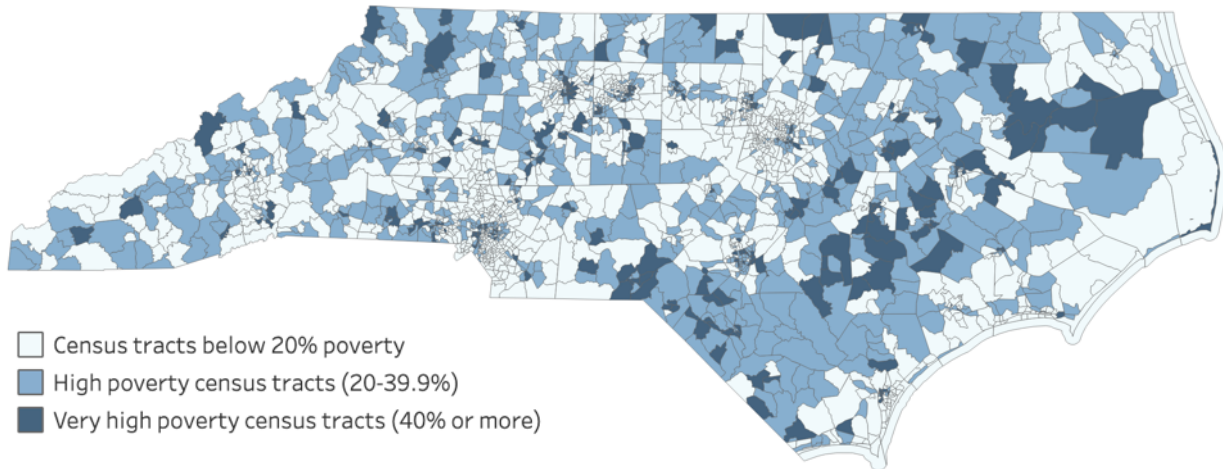 Census tracts below 20% poverty
High poverty census tracts (20-39.9%)
Very high poverty census tracts (40% or more)